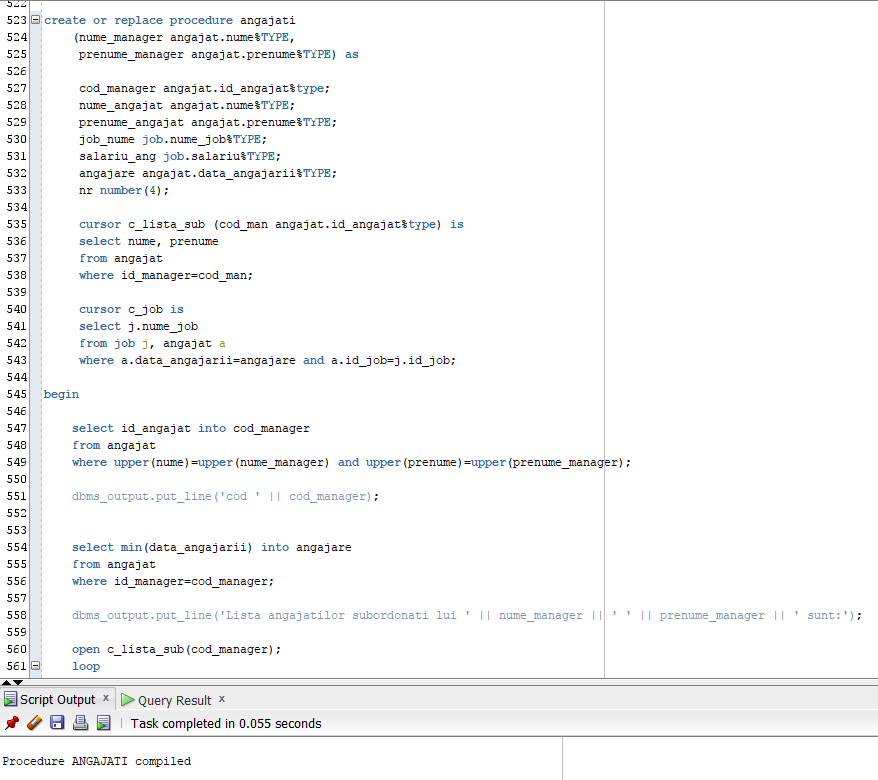 522
523 create or replace procedure angajati
524 (nume_manager angajat.nume%TYPE,
525 prenume_manager angajat.prenume%TYPE) as
526
527 cod_manager angajat.id_angajat%type;
528 nume_angajat angajat.nume%TYPE;
529 prenume_angajat angajat.prenume%TYPE;
530 job_nume job.nume_job%TYPE;
531 salariu_ang job.salariu%TYPE;
532 angajare angajat.data_angajarii%TYPE;
533 nr number(4);
534
535 cursor c_lista_sub (cod_man angajat.id_angajat%type) is
536 select nume, prenume
537 from angajat
538 where id_manager=cod_man;
539
540 cursor c_job is
541 select j.nume_job
542 from job j, angajat a
543 where a.data_angajarii=angajare and a.id_job=j.id_job;
544
545 begin
546
547 select id_angajat into cod_manager
548 from angajat
549 where upper(nume)=upper(nume_manager) and upper(prenume)=upper(prenume_manager);
550
551 dbms_output.put_line('cod ' || cod_manager);
552
553
554 select min(data_angajarii) into angajare
555 from angajat
556 where id_manager=cod_manager;
557
558 dbms_output.put_line('Lista angajatilor subordonati lui ' || nume_manager || ' ' || prenume_manager || ' sunt:');
559
560 open c_lista_sub(cod_manager);
561 loop
Script Output x Query Result x
Task completed in 0.055 seconds
Procedure ANGAJATI compiled